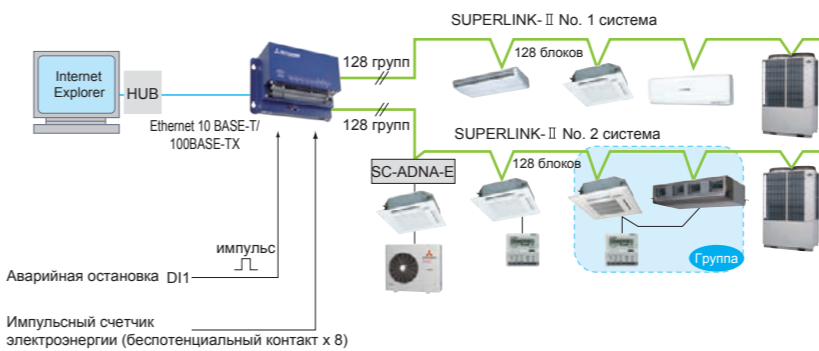 SUPERLINK-II No. 1 система
128 групп
128 блоков
Internet
Explorer
HUB
Ethernet 10 BASE-T/
100BASE-TX
128 групп
SUPERLINK-II No. 2 система
128 блоков
SC-ADNA-E
импульс
Группа
Аварийная остановка DI1
Импульсный счетчик
электроэнергии (беспотенциальный контакт x 8)